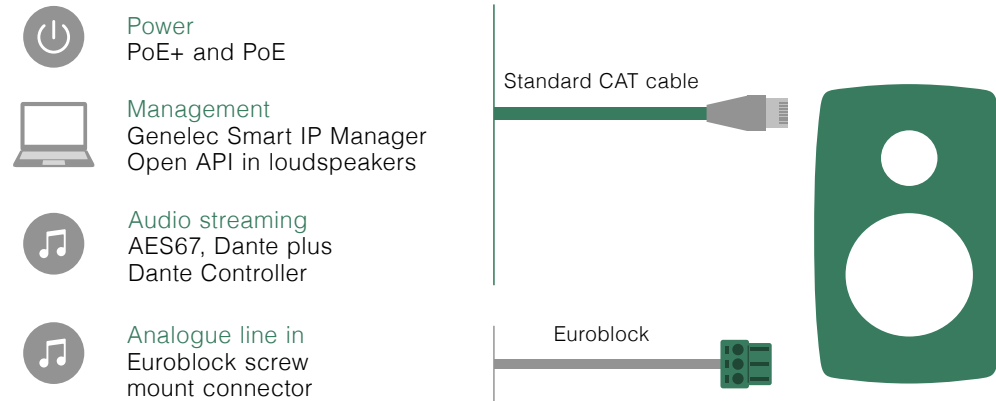 Power
PoE+ and PoE
Standard CAT cable
Management
Genelec Smart IP Manager
Open API in loudspeakers
Audio streaming
AES67, Dante plus
Dante Controller
Analogue line in
Euroblock screw
mount connector
Euroblock